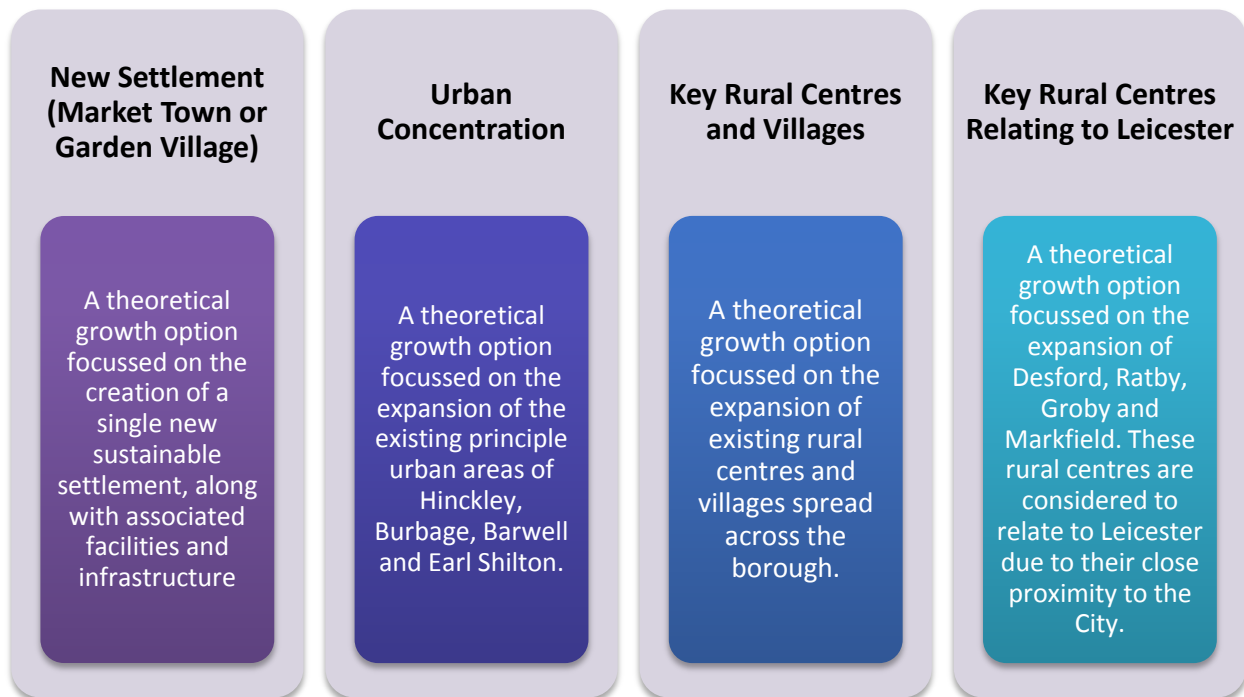 New Settlement
(Market Town or
Garden Village)
A theoretical
growth option
focussed on the
creation of a
single new
sustainable
settlement, along
with associated
facilities and
infrastructure
Urban
Concentration
A theoretical
growth option
focussed on the
expansion of the
existing principle
urban areas of
Hinckley,
Burbage, Barwell
and Earl Shilton.
Key Rural Centres
and Villages
A theoretical
growth option
focussed on the
expansion of
existing rural
centres and
villages spread
across the
borough.
Key Rural Centres
Relating to Leicester
A theoretical
growth option
focussed on the
expansion of
Desford, Ratby,
Groby and
Markfield. These
rural centres are
considered to
relate to Leicester
due to their close
proximity to the
City.